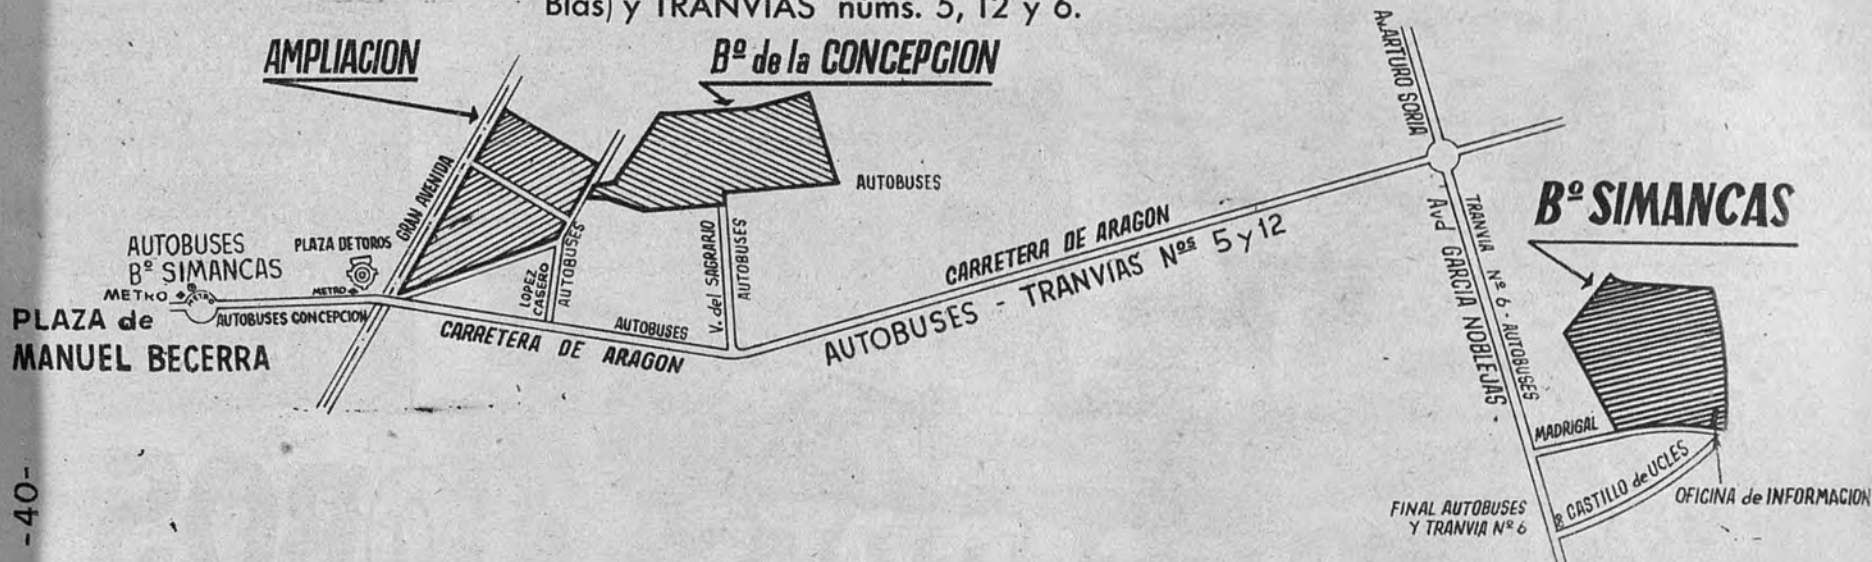 Blas) y TRANVIAS núms. 5, 12 y 6.
AMPLIACION
Bº de la CONCEPCION
Av. ARTURO SORIA
GRAN AVENIDA
AUTOBUSES
Bº SIMANCAS
AUTOBUSES
Bº SIMANCAS
PLAZA DE TOROS
METRO
METRO
METRO
PLAZA de
MANUEL BECERRA
AUTOBUSES CONCEPCION
LOPEZ
CASERO
AUTOBUSES
V. del SAGRARIO
AUTOBUSES
AUTOBUSES
CARRETERA DE ARAGON
CARRETERA DE ARAGON
AUTOBUSES - TRANVIAS Nos 5 y 12
TRANVIA Nº 6 - AUTOBUSES
Avd GARCIA NOBLEJAS
MADRIGAL
CASTILLO de UCLES
OFICINA de INFORMACION
FINAL AUTOBUSES
Y TRANVIA Nº 6
-40-